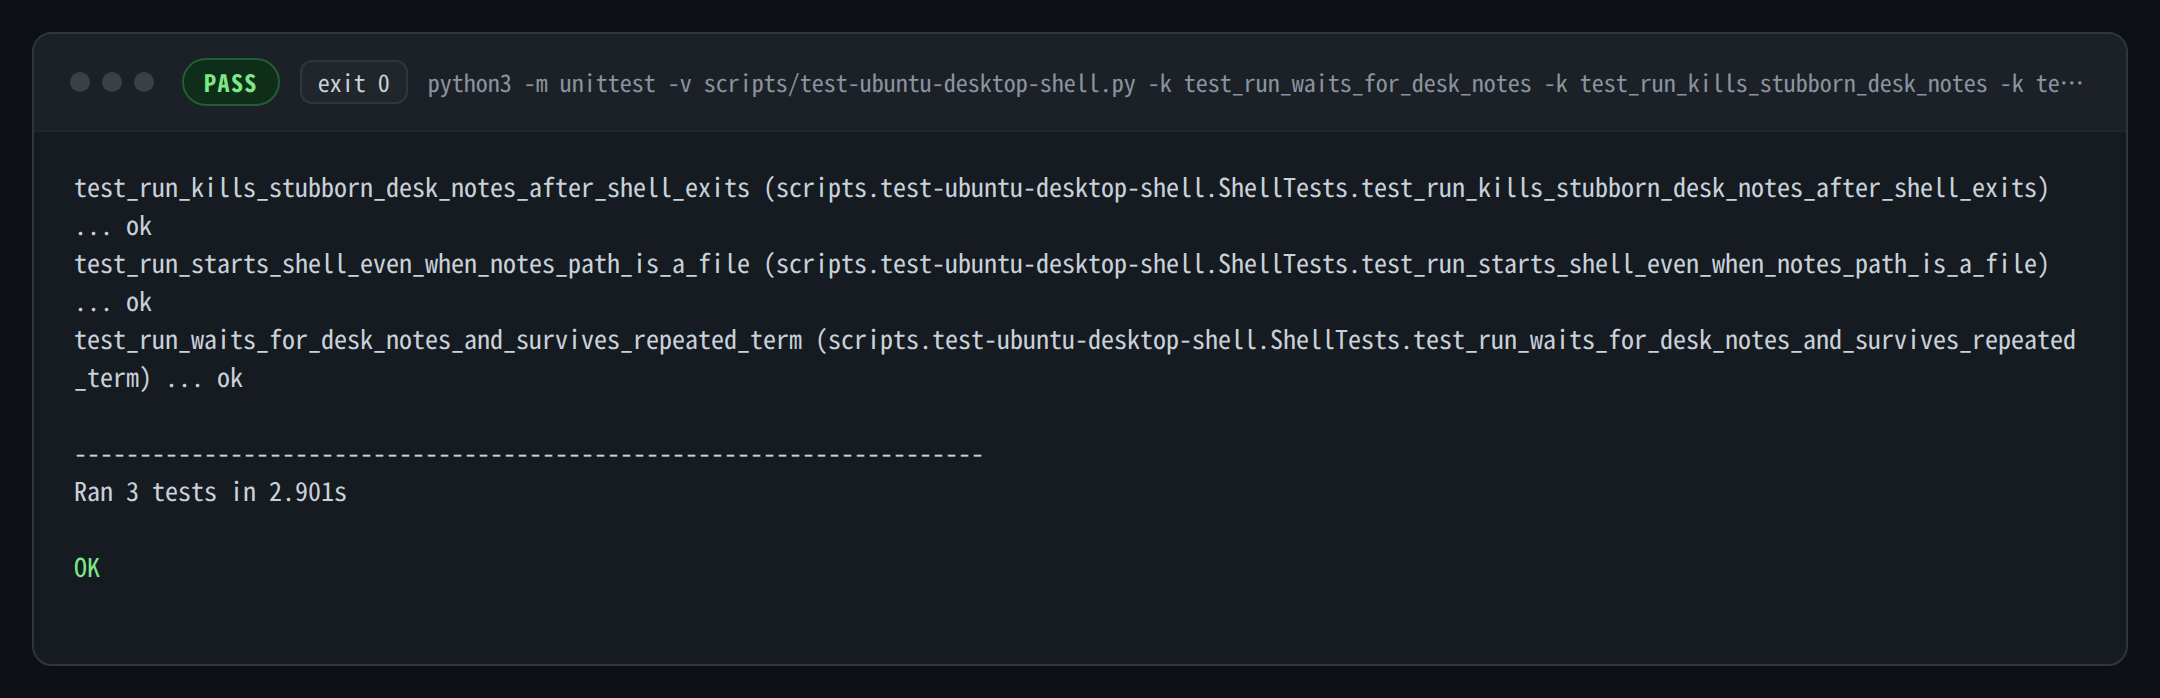 PASS exit 0 python3 -m unittest -v scripts/test-ubuntu-desktop-shell.py -k test_run_waits_for_desk_notes -k test_run_kills_stubborn_desk_notes -k te…
test_run_kills_stubborn_desk_notes_after_shell_exits (scripts.test-ubuntu-desktop-shell.ShellTests.test_run_kills_stubborn_desk_notes_after_shell_exits)
... ok
test_run_starts_shell_even_when_notes_path_is_a_file (scripts.test-ubuntu-desktop-shell.ShellTests.test_run_starts_shell_even_when_notes_path_is_a_file)
... ok
test_run_waits_for_desk_notes_and_survives_repeated_term (scripts.test-ubuntu-desktop-shell.ShellTests.test_run_waits_for_desk_notes_and_survives_repeated
_term) ... ok
----------------------------------------------------------------------
Ran 3 tests in 2.901s
OK